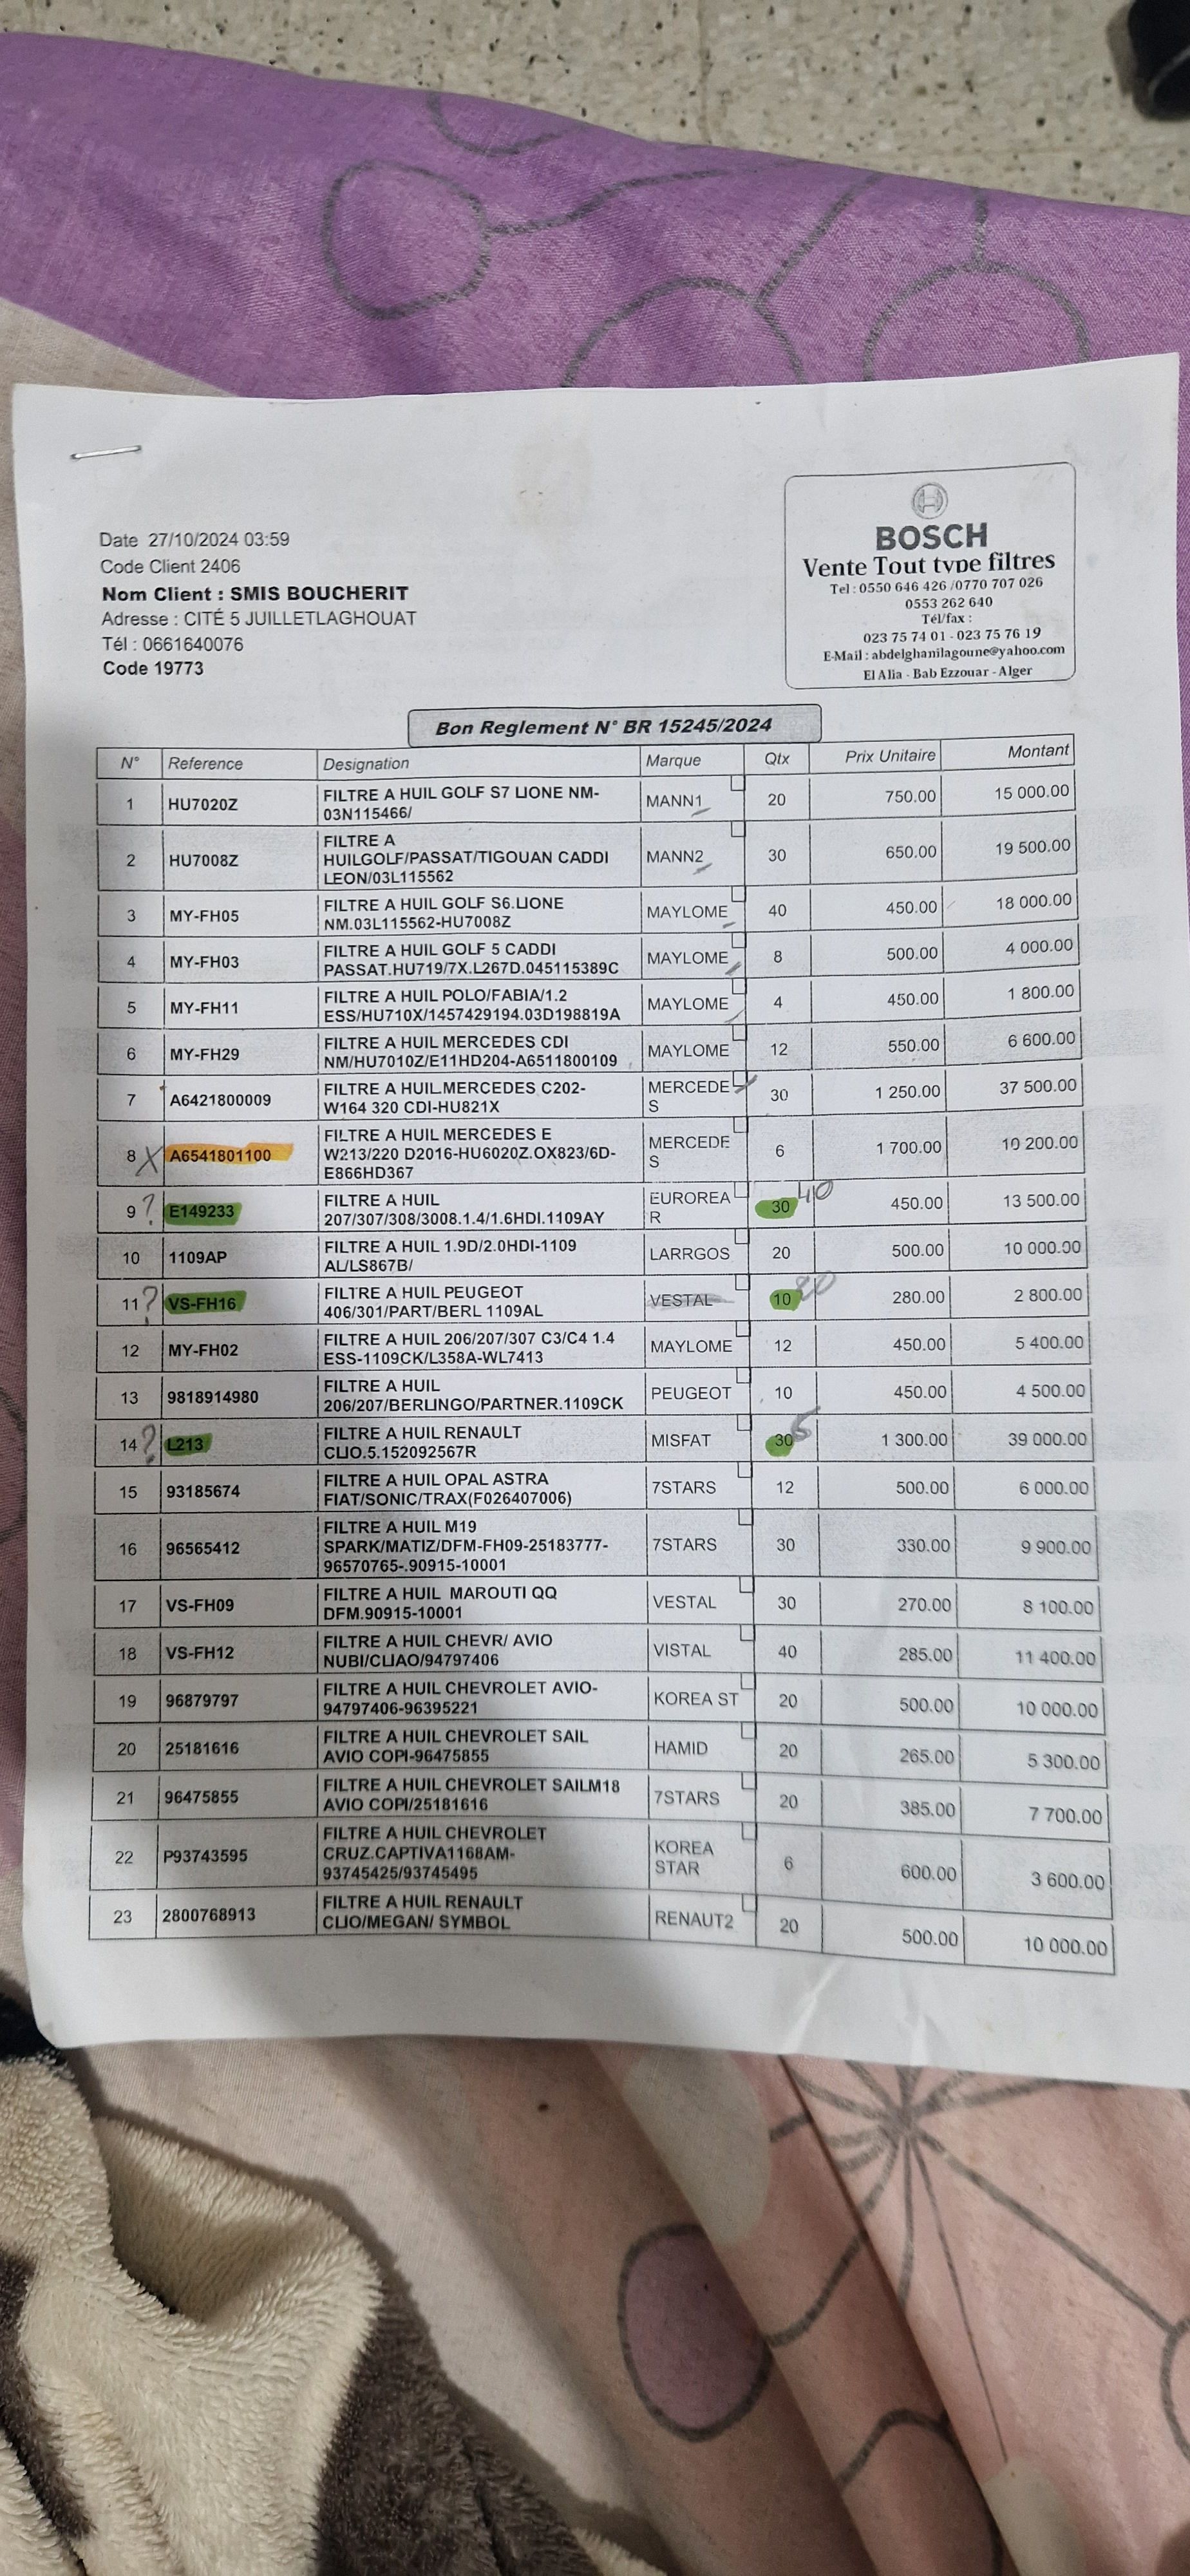 Date 27/10/2024 03:59
Code Client 2406
Nom Client : SMIS BOUCHERIT
Adresse : CITÉ 5 JUILLETLAGHOUAT
Tél : 0661640076
Code 19773
BOSCH
Vente Tout type filtres
Tel : 0550 646 426 /0770 707 026
0553 262 640
Tél/fax :
023 75 74 01 - 023 75 76 19
E-Mail : abdelghanilagoune@yahoo.com
El Alia - Bab Ezzouar - Alger
Bon Reglement N° BR 15245/2024
N° Reference Designation Marque Qtx Prix Unitaire Montant
1 HU7020Z FILTRE A HUIL GOLF S7 LIONE NM- MANN1 20 750.00 15 000.00
03N115466/
2 HU7008Z FILTRE A MANN2 30 650.00 19 500.00
HUILGOLF/PASSAT/TIGOUAN CADDI
LEON/03L115562
3 MY-FH05 FILTRE A HUIL GOLF S6.LIONE MAYLOME 40 450.00 18 000.00
NM.03L115562-HU7008Z
4 MY-FH03 FILTRE A HUIL GOLF 5 CADDI MAYLOME 8 500.00 4 000.00
PASSAT.HU719/7X.L267D.045115389C
5 MY-FH11 FILTRE A HUIL POLO/FABIA/1.2 MAYLOME 4 450.00 1 800.00
ESS/HU710X/1457429194.03D198819A
6 MY-FH29 FILTRE A HUIL MERCEDES CDI MAYLOME 12 550.00 6 600.00
NM/HU7010Z/E11HD204-A6511800109
7 A6421800009 FILTRE A HUIL.MERCEDES C202- MERCEDE 30 1 250.00 37 500.00
W164 320 CDI-HU821X S
8 X A6541801100 FILTRE A HUIL MERCEDES E MERCEDE 6 1 700.00 10 200.00
W213/220 D2016-HU6020Z.OX823/6D- S
E866HD367
9 ? E149233 FILTRE A HUIL EUROREA 30 40 450.00 13 500.00
207/307/308/3008.1.4/1.6HDI.1109AY R
10 1109AP FILTRE A HUIL 1.9D/2.0HDI-1109 LARRGOS 20 500.00 10 000.00
AL/LS867B/
11 ? VS-FH16 FILTRE A HUIL PEUGEOT VESTAL 10 20 280.00 2 800.00
406/301/PART/BERL 1109AL
12 MY-FH02 FILTRE A HUIL 206/207/307 C3/C4 1.4 MAYLOME 12 450.00 5 400.00
ESS-1109CK/L358A-WL7413
13 9818914980 FILTRE A HUIL PEUGEOT 10 450.00 4 500.00
206/207/BERLINGO/PARTNER.1109CK
14 ? L213 FILTRE A HUIL RENAULT MISFAT 30 1 300.00 39 000.00
CLIO.5.152092567R
15 93185674 FILTRE A HUIL OPAL ASTRA 7STARS 12 500.00 6 000.00
FIAT/SONIC/TRAX(F026407006)
16 96565412 FILTRE A HUIL M19 7STARS 30 330.00 9 900.00
SPARK/MATIZ/DFM-FH09-25183777-
96570765-.90915-10001
17 VS-FH09 FILTRE A HUIL MAROUTI QQ VESTAL 30 270.00 8 100.00
DFM.90915-10001
18 VS-FH12 FILTRE A HUIL CHEVR/ AVIO VISTAL 40 285.00 11 400.00
NUBI/CLIAO/94797406
19 96879797 FILTRE A HUIL CHEVROLET AVIO- KOREA ST 20 500.00 10 000.00
94797406-96395221
20 25181616 FILTRE A HUIL CHEVROLET SAIL HAMID 20 265.00 5 300.00
AVIO COPI-96475855
21 96475855 FILTRE A HUIL CHEVROLET SAILM18 7STARS 20 385.00 7 700.00
AVIO COPI/25181616
22 P93743595 FILTRE A HUIL CHEVROLET KOREA 6 600.00 3 600.00
CRUZ.CAPTIVA1168AM- STAR
93745425/93745495
23 2800768913 FILTRE A HUIL RENAULT RENAUT2 20 500.00 10 000.00
CLIO/MEGAN/ SYMBOL